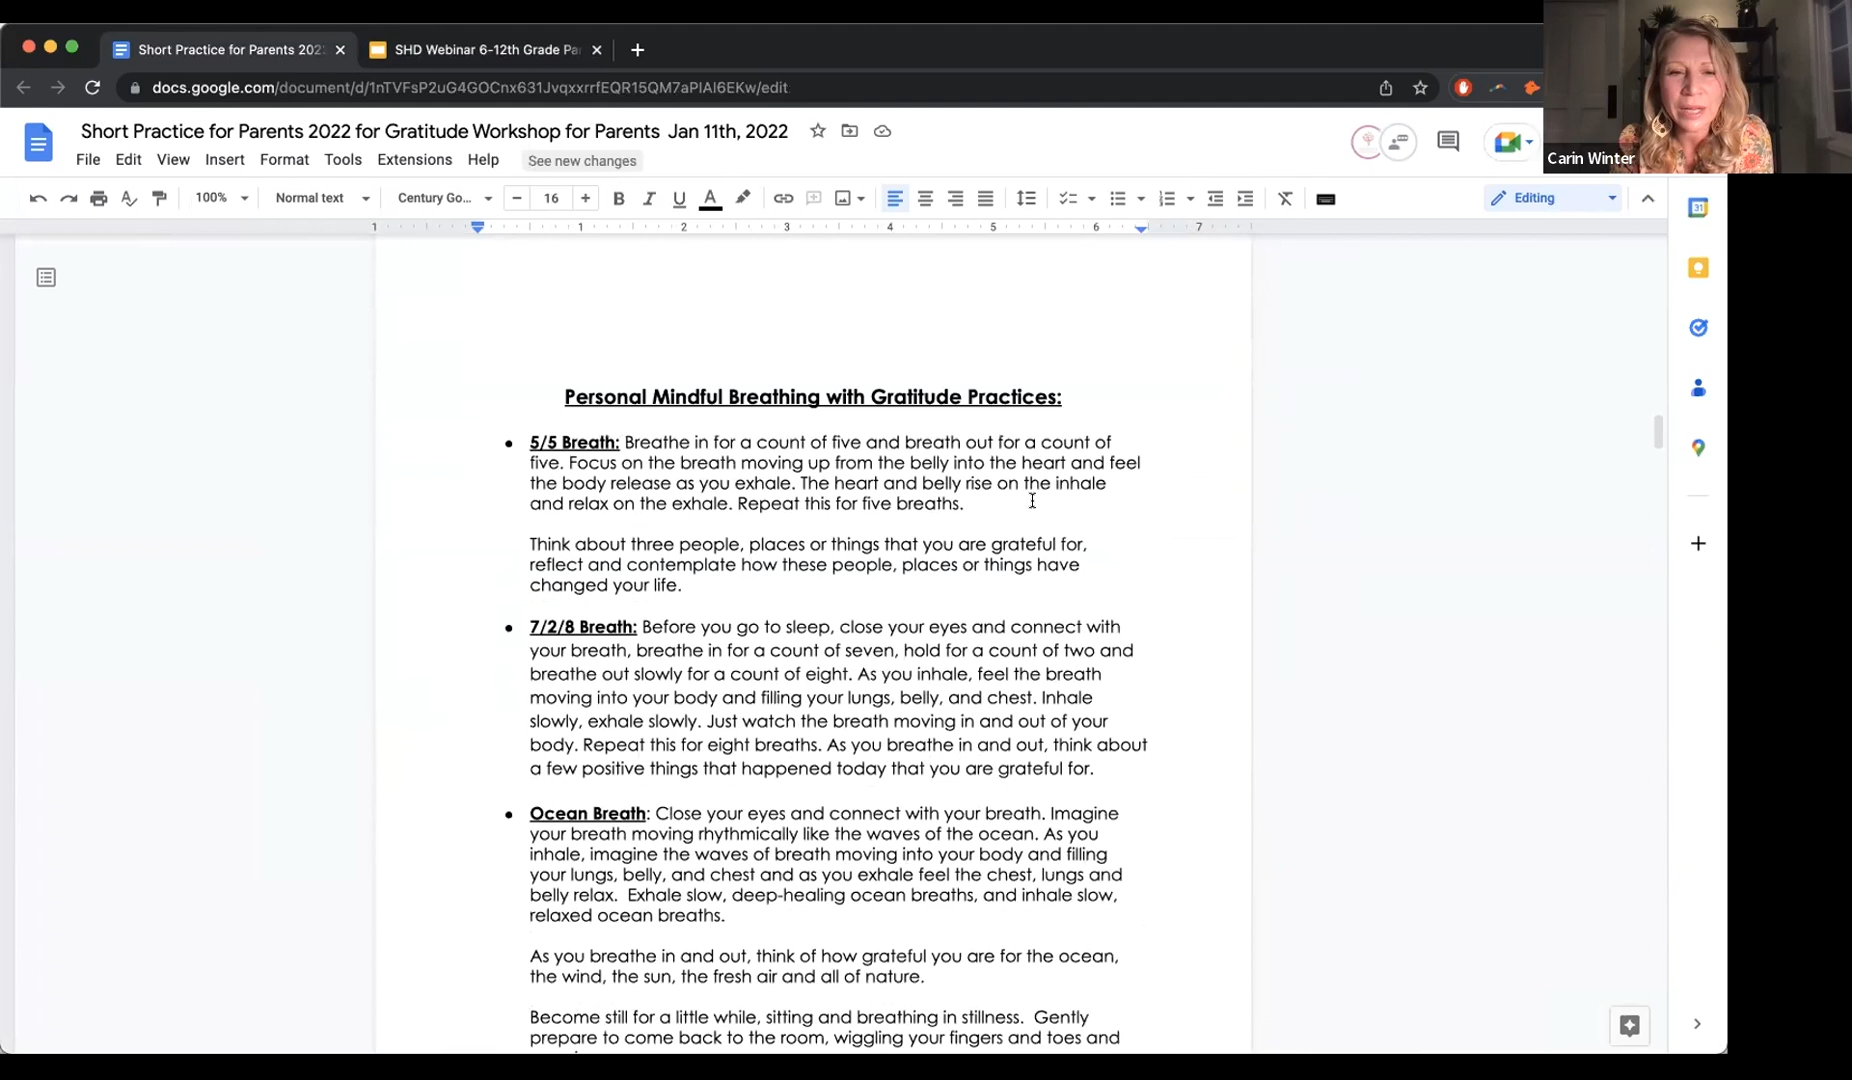 Short Practice for Parents 202
SHD Webinar 6-12th Grade Pa
docs.google.com/document/d/1nTVFsP2uG4GOCnx631JvqxxrrfEQR15QM7aPIAI6EKw/edit
Carin Winter
Short Practice for Parents 2022 for Gratitude Workshop for Parents Jan 11th, 2022
File Edit View Insert Format Tools Extensions Help See new changes
100% Normal text Century Go... 16 B I U A Editing
1 1 2 3 4 5 6 7
31
Personal Mindful Breathing with Gratitude Practices:
5/5 Breath: Breathe in for a count of five and breath out for a count of
five. Focus on the breath moving up from the belly into the heart and feel
the body release as you exhale. The heart and belly rise on the inhale
and relax on the exhale. Repeat this for five breaths.
Think about three people, places or things that you are grateful for,
reflect and contemplate how these people, places or things have
changed your life.
7/2/8 Breath: Before you go to sleep, close your eyes and connect with
your breath, breathe in for a count of seven, hold for a count of two and
breathe out slowly for a count of eight. As you inhale, feel the breath
moving into your body and filling your lungs, belly, and chest. Inhale
slowly, exhale slowly. Just watch the breath moving in and out of your
body. Repeat this for eight breaths. As you breathe in and out, think about
a few positive things that happened today that you are grateful for.
Ocean Breath: Close your eyes and connect with your breath. Imagine
your breath moving rhythmically like the waves of the ocean. As you
inhale, imagine the waves of breath moving into your body and filling
your lungs, belly, and chest and as you exhale feel the chest, lungs and
belly relax. Exhale slow, deep-healing ocean breaths, and inhale slow,
relaxed ocean breaths.
As you breathe in and out, think of how grateful you are for the ocean,
the wind, the sun, the fresh air and all of nature.
Become still for a little while, sitting and breathing in stillness. Gently
prepare to come back to the room, wiggling your fingers and toes and